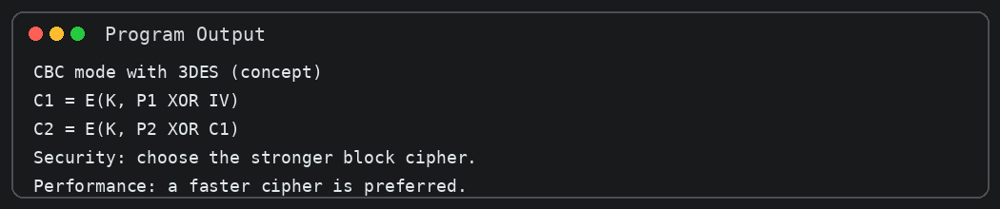 Program Output
CBC mode with 3DES (concept)
C1 = E(K, P1 XOR IV)
C2 = E(K, P2 XOR C1)
Security: choose the stronger block cipher.
Performance: a faster cipher is preferred.